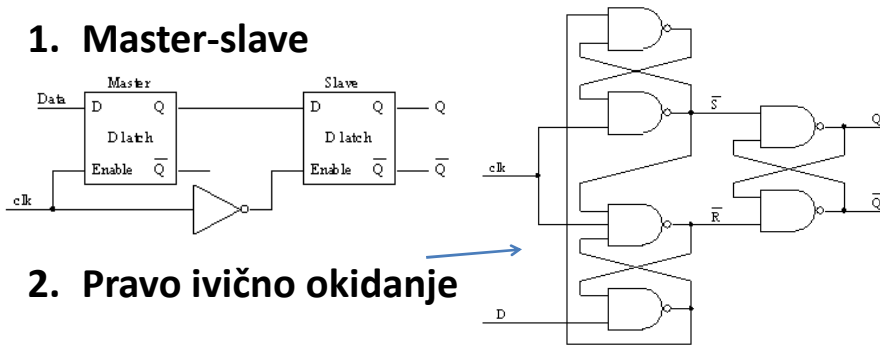 1. Master-slave
Master
Slave
Data
D Q
D latch
Enable Q̅
D Q
D latch
Enable Q̅
Q
Q̅
clk
2. Pravo ivično okidanje
S̅
Q
clk
R̅
Q̅
D